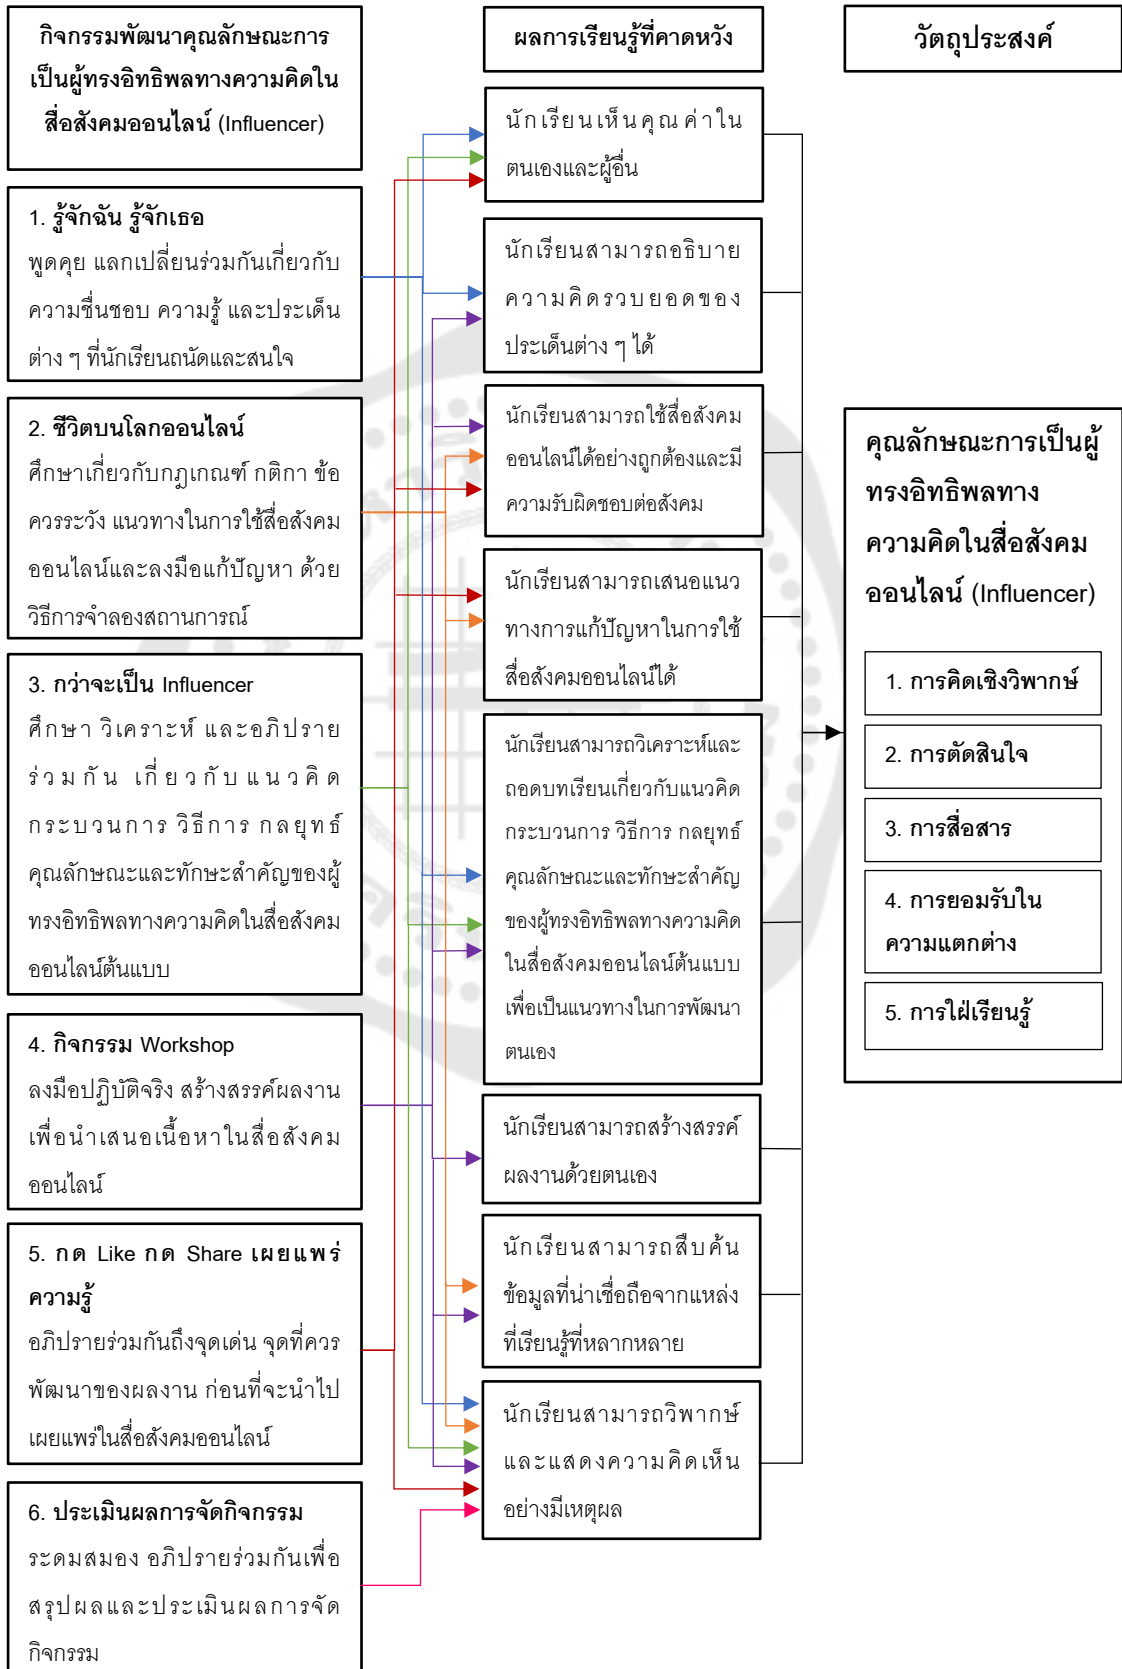 กิจกรรมพัฒนาคุณลักษณะการ
เป็นผู้ทรงอิทธิพลทางความคิดใน
สื่อสังคมออนไลน์ (Influencer)
1. รู้จักฉัน รู้จักเธอ
พูดคุย แลกเปลี่ยนร่วมกันเกี่ยวกับ
ความชื่นชอบ ความรู้ และประเด็น
ต่าง ๆ ที่นักเรียนถนัดและสนใจ
2. ชีวิตบนโลกออนไลน์
ศึกษาเกี่ยวกับกฎเกณฑ์ กติกา ข้อ
ควรระวัง แนวทางในการใช้สื่อสังคม
ออนไลน์และลงมือแก้ปัญหา ด้วย
วิธีการจำลองสถานการณ์
3. กว่าจะเป็น Influencer
ศึกษา วิเคราะห์ และอภิปราย
ร่วมกัน เกี่ยวกับแนวคิด
กระบวนการ วิธีการ กลยุทธ์
คุณลักษณะและทักษะสำคัญของผู้
ทรงอิทธิพลทางความคิดในสื่อสังคม
ออนไลน์ต้นแบบ
4. กิจกรรม Workshop
ลงมือปฏิบัติจริง สร้างสรรค์ผลงาน
เพื่อนำเสนอเนื้อหาในสื่อสังคม
ออนไลน์
5. กด Like กด Share เผยแพร่
ความรู้
อภิปรายร่วมกันถึงจุดเด่น จุดที่ควร
พัฒนาของผลงาน ก่อนที่จะนำไป
เผยแพร่ในสื่อสังคมออนไลน์
6. ประเมินผลการจัดกิจกรรม
ระดมสมอง อภิปรายร่วมกันเพื่อ
สรุปผลและประเมินผลการจัด
กิจกรรม
ผลการเรียนรู้ที่คาดหวัง
นักเรียนเห็นคุณค่าใน
ตนเองและผู้อื่น
นักเรียนสามารถอธิบาย
ความคิดรวบยอดของ
ประเด็นต่าง ๆ ได้
นักเรียนสามารถใช้สื่อสังคม
ออนไลน์ได้อย่างถูกต้องและมี
ความรับผิดชอบต่อสังคม
นักเรียนสามารถเสนอแนว
ทางการแก้ปัญหาในการใช้
สื่อสังคมออนไลน์ได้
นักเรียนสามารถวิเคราะห์และ
ถอดบทเรียนเกี่ยวกับแนวคิด
กระบวนการ วิธีการ กลยุทธ์
คุณลักษณะและทักษะสำคัญ
ของผู้ทรงอิทธิพลทางความคิด
ในสื่อสังคมออนไลน์ต้นแบบ
เพื่อเป็นแนวทางในการพัฒนา
ตนเอง
นักเรียนสามารถสร้างสรรค์
ผลงานด้วยตนเอง
นักเรียนสามารถสืบค้น
ข้อมูลที่น่าเชื่อถือจากแหล่ง
ที่เรียนรู้ที่หลากหลาย
นักเรียนสามารถวิพากษ์
และแสดงความคิดเห็น
อย่างมีเหตุผล
วัตถุประสงค์
คุณลักษณะการเป็นผู้
ทรงอิทธิพลทาง
ความคิดในสื่อสังคม
ออนไลน์ (Influencer)
1. การคิดเชิงวิพากษ์
2. การตัดสินใจ
3. การสื่อสาร
4. การยอมรับใน
ความแตกต่าง
5. การใฝ่เรียนรู้